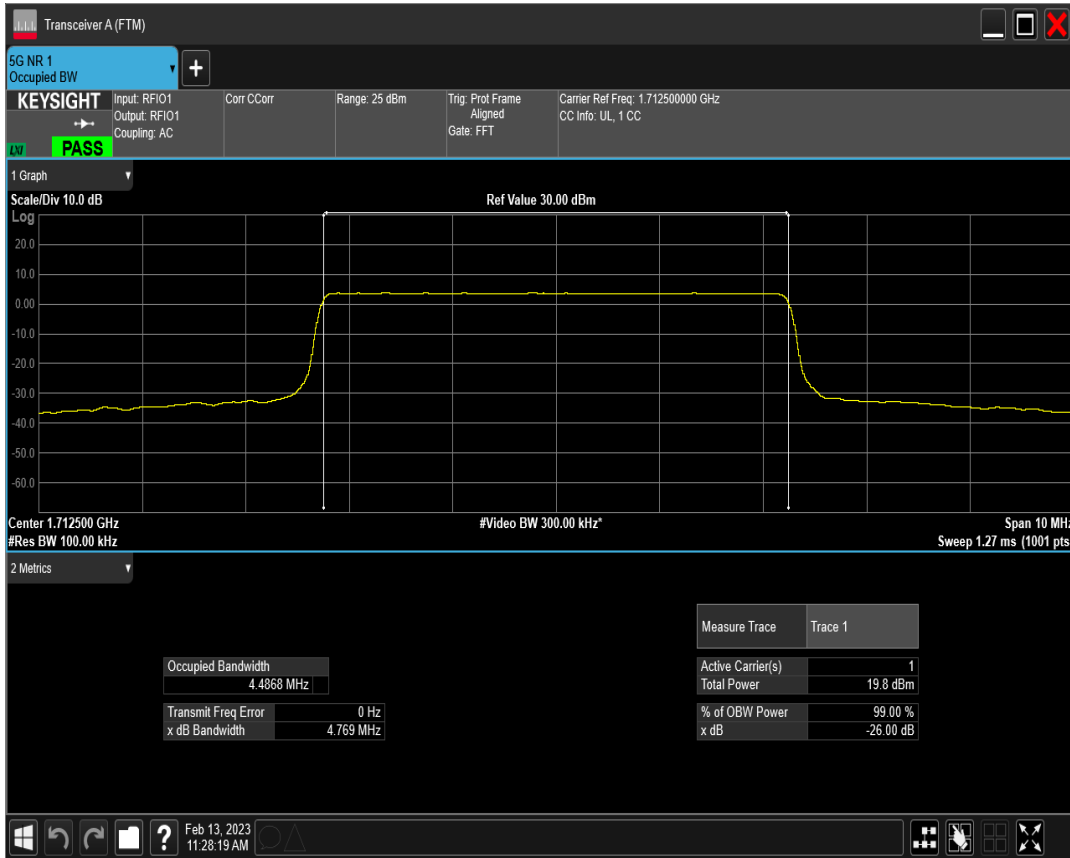 Transceiver A (FTM)
5G NR 1
Occupied BW
+
KEYSIGHT
LXI
PASS
Input: RFIO1
Output: RFIO1
Coupling: AC
Corr CCorr
Range: 25 dBm
Trig: Prot Frame
Aligned
Gate: FFT
Carrier Ref Freq: 1.712500000 GHz
CC Info: UL, 1 CC
1 Graph
Scale/Div 10.0 dB
Ref Value 30.00 dBm
Log
20.0
10.0
0.00
-10.0
-20.0
-30.0
-40.0
-50.0
-60.0
Center 1.712500 GHz
#Video BW 300.00 kHz*
Span 10 MHz
#Res BW 100.00 kHz
Sweep 1.27 ms (1001 pts
2 Metrics
Measure Trace Trace 1
Occupied Bandwidth
4.4868 MHz
Active Carrier(s) 1
Total Power 19.8 dBm
Transmit Freq Error 0 Hz
x dB Bandwidth 4.769 MHz
% of OBW Power 99.00 %
x dB -26.00 dB
?
Feb 13, 2023
11:28:19 AM